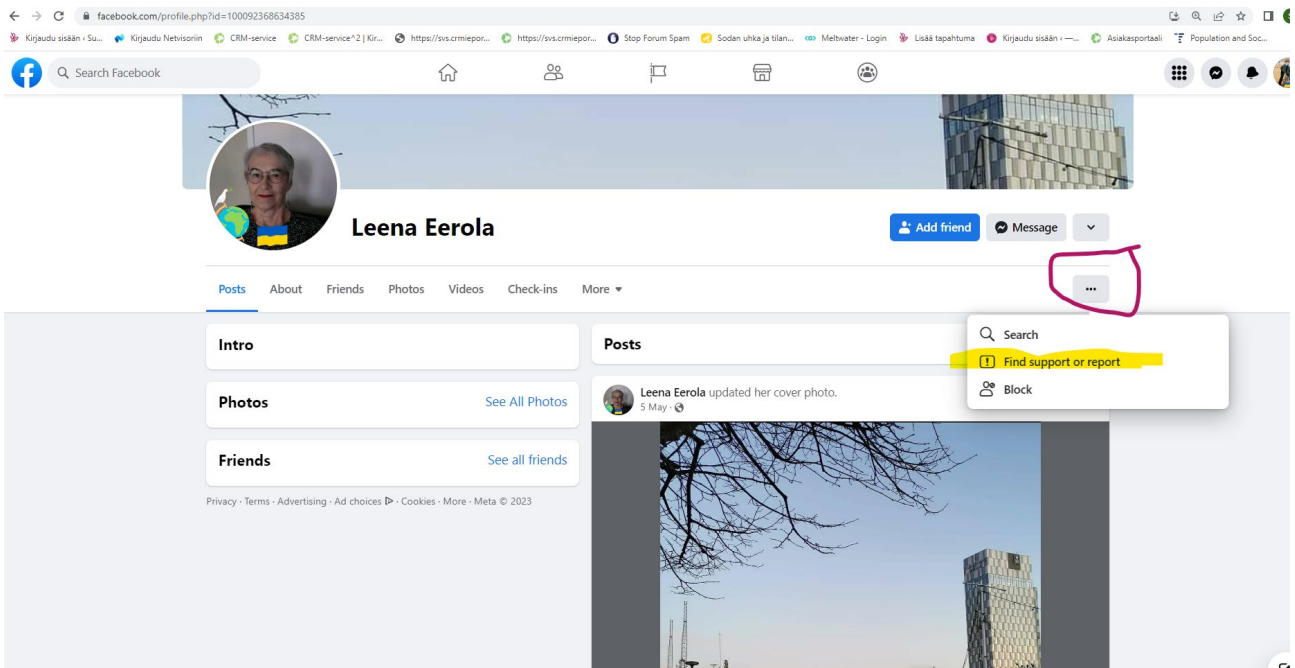 facebook.com/profile.php?id=100092368634385
Kirjaudu sisään ‹ Su... Kirjaudu Netvisoriin CRM-service CRM-service^2 | Kir... https://svs.crmiepor... https://svs.crmiepor... Stop Forum Spam Sodan uhka ja tilan... Meltwater - Login Lisää tapahtuma Kirjaudu sisään ‹ —... Asiakasportaali Population and Soc...
Search Facebook
Leena Eerola
Add friend Message
Posts About Friends Photos Videos Check-ins More
Intro
Posts
Search
Find support or report
Block
Photos See All Photos
Leena Eerola updated her cover photo.
5 May ·
Friends See all friends
Privacy · Terms · Advertising · Ad choices · Cookies · More · Meta © 2023